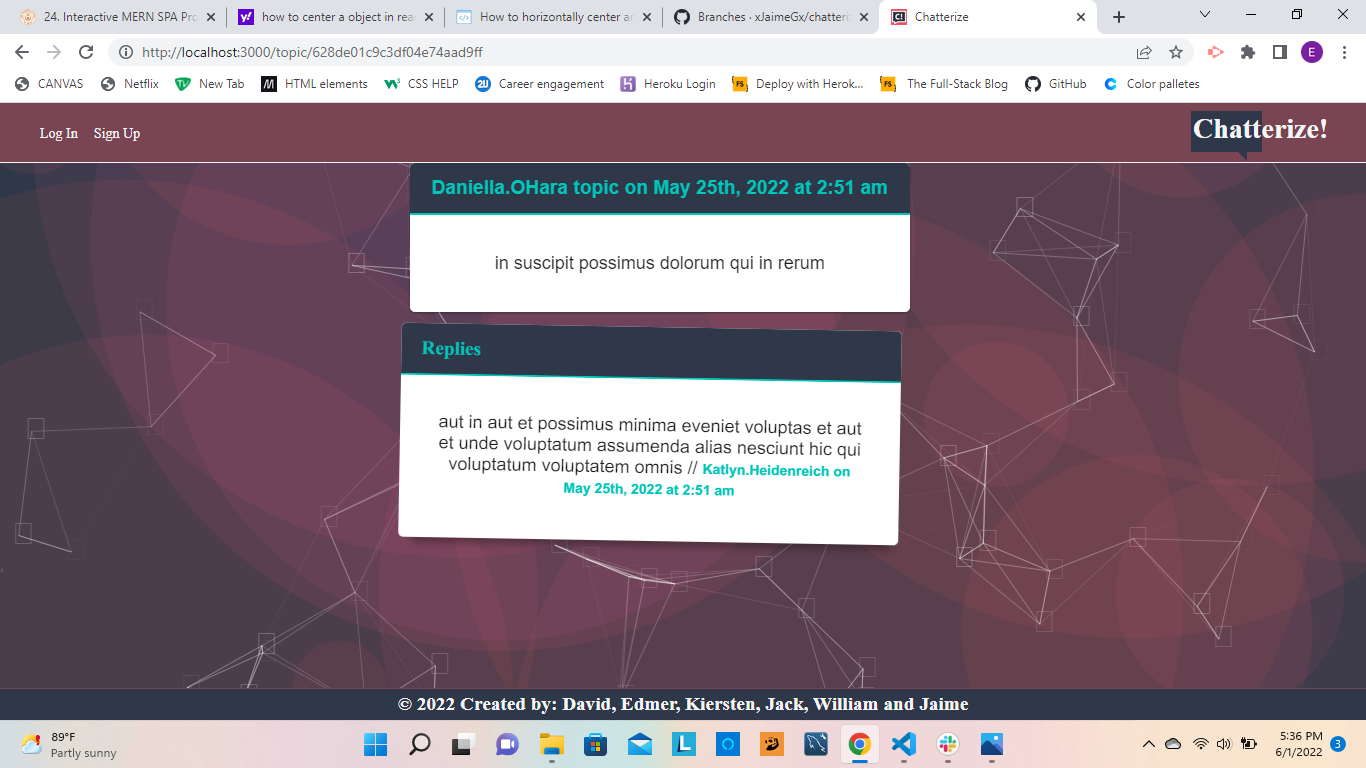 24. Interactive MERN SPA Pro
how to center a object in rea
How to horizontally center a
Branches · xJaimeGx/chatteri
Chatterize
http://localhost:3000/topic/628de01c9c3df04e74aad9ff
E
CANVAS
Netflix
New Tab
HTML elements
CSS HELP
Career engagement
Heroku Login
Deploy with Herok...
The Full-Stack Blog
GitHub
Color palletes
Log In
Sign Up
Chatterize!
Daniella.OHara topic on May 25th, 2022 at 2:51 am
in suscipit possimus dolorum qui in rerum
Replies
aut in aut et possimus minima eveniet voluptas et aut
et unde voluptatum assumenda alias nesciunt hic qui
voluptatum voluptatem omnis // Katlyn.Heidenreich on
May 25th, 2022 at 2:51 am
© 2022 Created by: David, Edmer, Kiersten, Jack, William and Jaime
89°F
Partly sunny
5:36 PM
6/1/2022
3